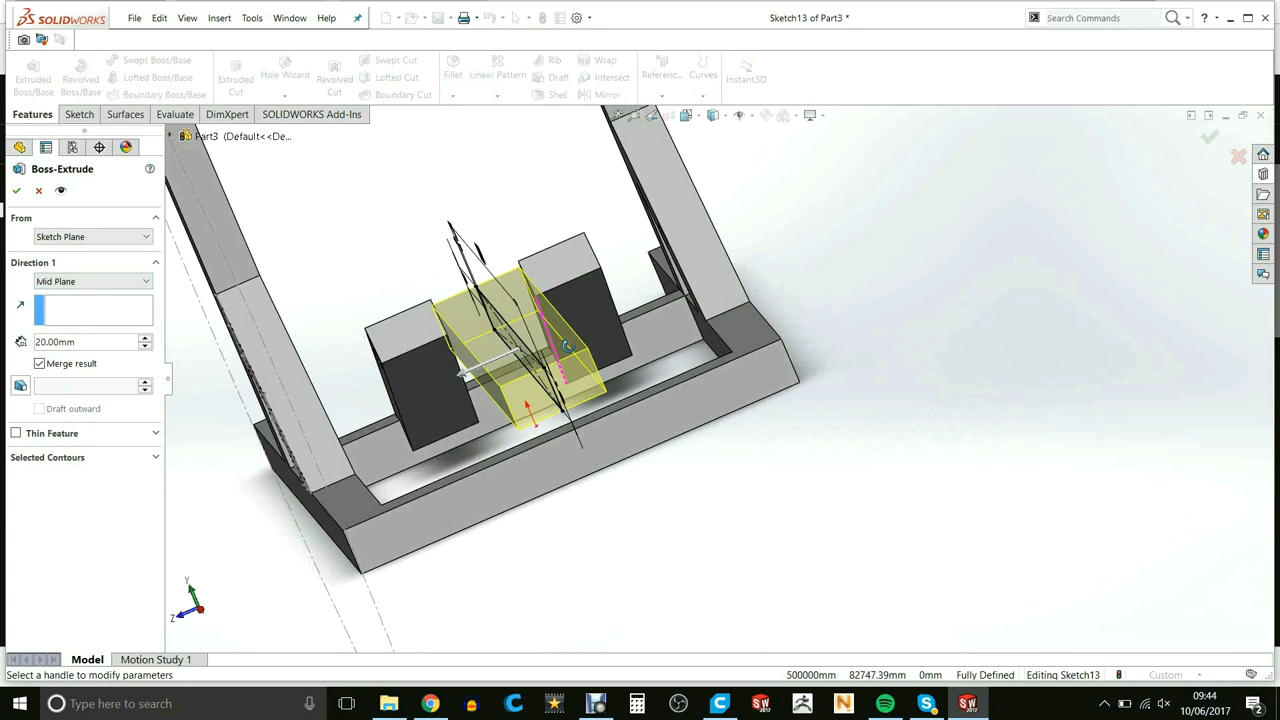 SOLIDWORKS File Edit View Insert Tools Window Help Sketch13 of Part3 * Search Commands ?
Extruded Boss/Base Revolved Boss/Base Swept Boss/Base Lofted Boss/Base Boundary Boss/Base Extruded Cut Hole Wizard Revolved Cut Swept Cut Lofted Cut Boundary Cut Fillet Linear Pattern Rib Draft Shell Wrap Intersect Mirror Referenc... Curves Instant3D
Features Sketch Surfaces Evaluate DimXpert SOLIDWORKS Add-Ins
Part3 (Default<<De...
Boss-Extrude
From
Sketch Plane
Direction 1
Mid Plane
20.00mm
Merge result
Draft outward
Thin Feature
Selected Contours
Y
Z
Model Motion Study 1
Select a handle to modify parameters 500000mm 82747.39mm 0mm Fully Defined Editing Sketch13 Custom
Type here to search 09:44
10/06/2017